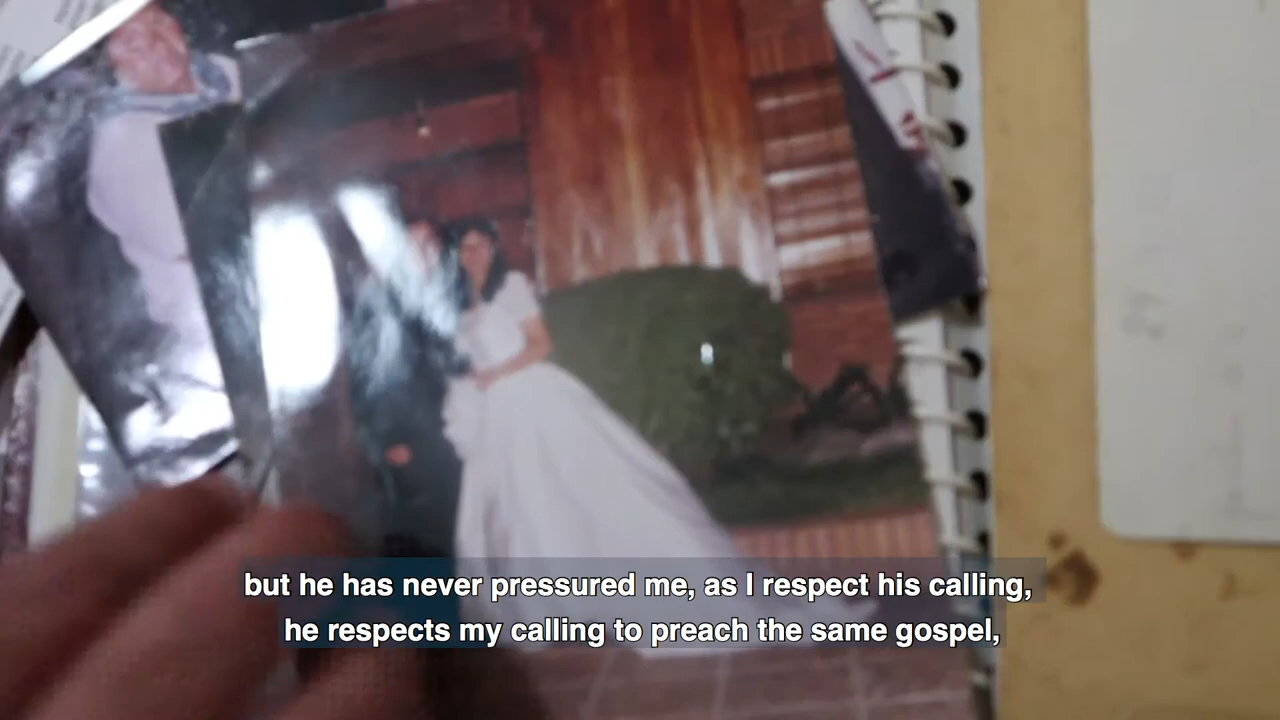 but he has never pressured me, as I respect his calling,
he respects my calling to preach the same gospel,